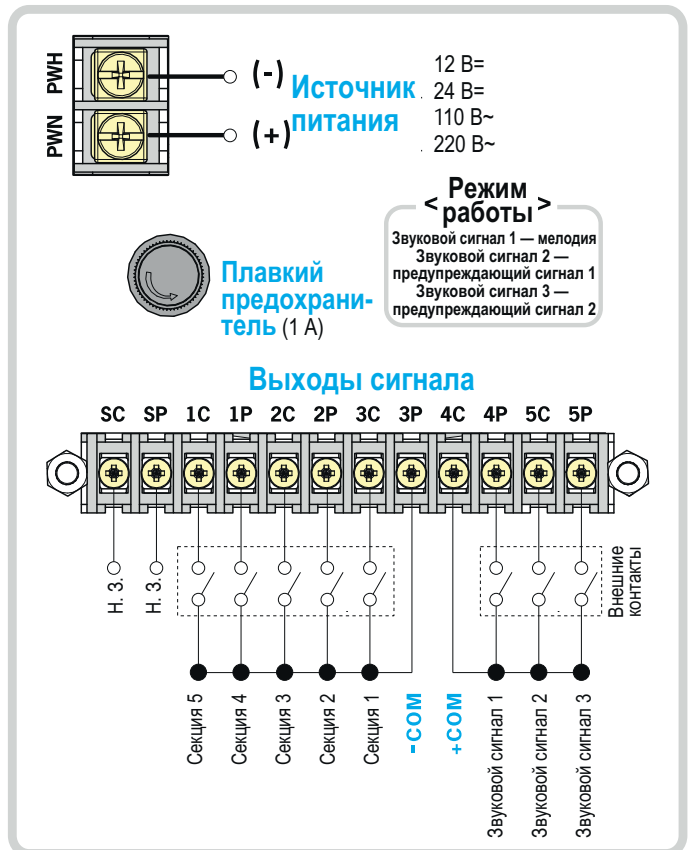 PWH
(-)
PWN
(+)
Источник
питания
12 В=
24 В=
110 В~
220 В~
< Режим
работы >
Звуковой сигнал 1 — мелодия
Звуковой сигнал 2 —
предупреждающий сигнал 1
Звуковой сигнал 3 —
предупреждающий сигнал 2
Плавкий
предохрани-
тель (1 А)
Выходы сигнала
SC SP 1C 1P 2C 2P 3C 3P 4C 4P 5C 5P
Н. З.
Н. З.
Внешние
контакты
Секция 5
Секция 4
Секция 3
Секция 2
Секция 1
-COM
+COM
Звуковой сигнал 1
Звуковой сигнал 2
Звуковой сигнал 3